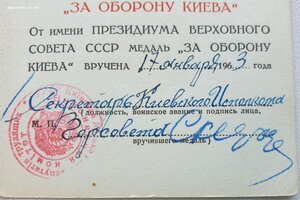 „ЗА ОБОРОНУ КИЕВА“
От имени ПРЕЗИДИУМА ВЕРХОВНОГО
СОВЕТА СССР МЕДАЛЬ „ЗА ОБОРОНУ
КИЕВА“ ВРУЧЕНА 17 января 1963 года
Секретарь Киевского Исполкома
(должность, воинское звание и подпись лица,
М. П. Горсовета
вручившего медаль)